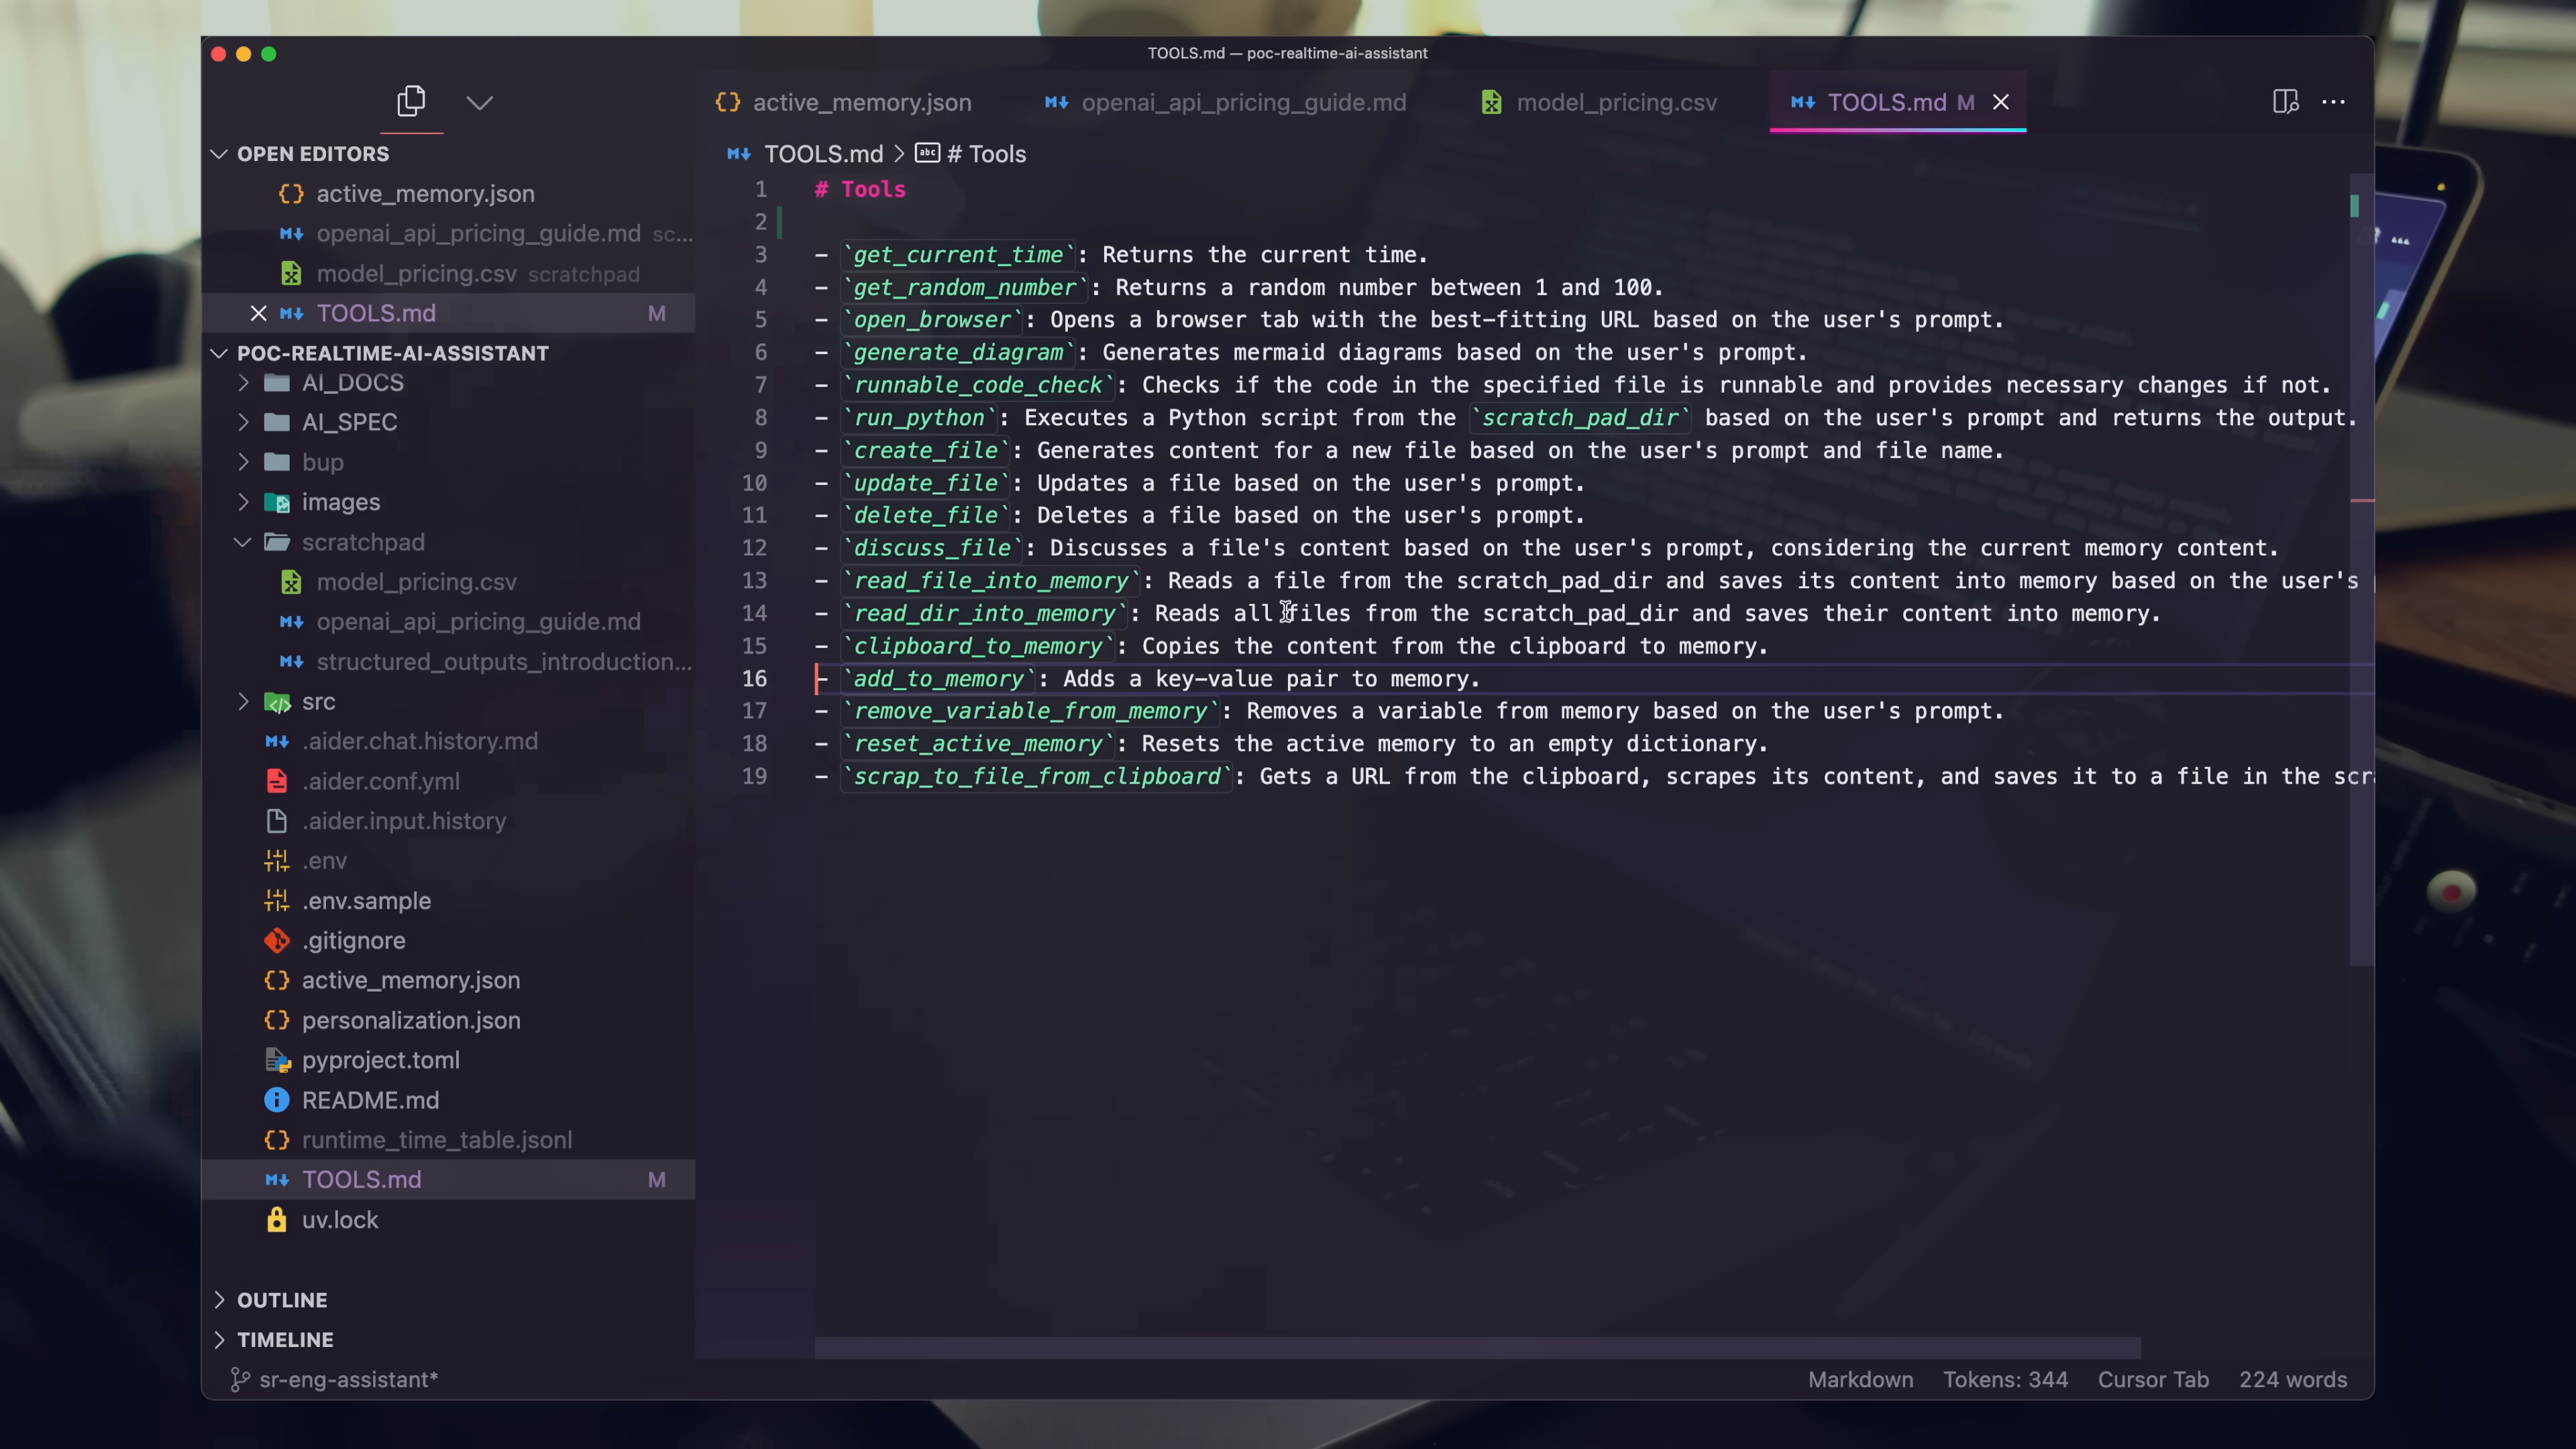 TOOLS.md — poc-realtime-ai-assistant
active_memory.json
openai_api_pricing_guide.md
model_pricing.csv
TOOLS.md M
OPEN EDITORS
active_memory.json
openai_api_pricing_guide.md sc...
model_pricing.csv scratchpad
TOOLS.md M
POC-REALTIME-AI-ASSISTANT
AI_DOCS
AI_SPEC
bup
images
scratchpad
model_pricing.csv
openai_api_pricing_guide.md
structured_outputs_introduction...
src
.aider.chat.history.md
.aider.conf.yml
.aider.input.history
.env
.env.sample
.gitignore
active_memory.json
personalization.json
pyproject.toml
README.md
runtime_time_table.jsonl
TOOLS.md M
uv.lock
OUTLINE
TIMELINE
TOOLS.md > abc # Tools
1 # Tools
2
3 - `get_current_time`: Returns the current time.
4 - `get_random_number`: Returns a random number between 1 and 100.
5 - `open_browser`: Opens a browser tab with the best-fitting URL based on the user's prompt.
6 - `generate_diagram`: Generates mermaid diagrams based on the user's prompt.
7 - `runnable_code_check`: Checks if the code in the specified file is runnable and provides necessary changes if not.
8 - `run_python`: Executes a Python script from the `scratch_pad_dir` based on the user's prompt and returns the output.
9 - `create_file`: Generates content for a new file based on the user's prompt and file name.
10 - `update_file`: Updates a file based on the user's prompt.
11 - `delete_file`: Deletes a file based on the user's prompt.
12 - `discuss_file`: Discusses a file's content based on the user's prompt, considering the current memory content.
13 - `read_file_into_memory`: Reads a file from the scratch_pad_dir and saves its content into memory based on the user's
14 - `read_dir_into_memory`: Reads all files from the scratch_pad_dir and saves their content into memory.
15 - `clipboard_to_memory`: Copies the content from the clipboard to memory.
16 - `add_to_memory`: Adds a key-value pair to memory.
17 - `remove_variable_from_memory`: Removes a variable from memory based on the user's prompt.
18 - `reset_active_memory`: Resets the active memory to an empty dictionary.
19 - `scrap_to_file_from_clipboard`: Gets a URL from the clipboard, scrapes its content, and saves it to a file in the scr
sr-eng-assistant*
Markdown Tokens: 344 Cursor Tab 224 words